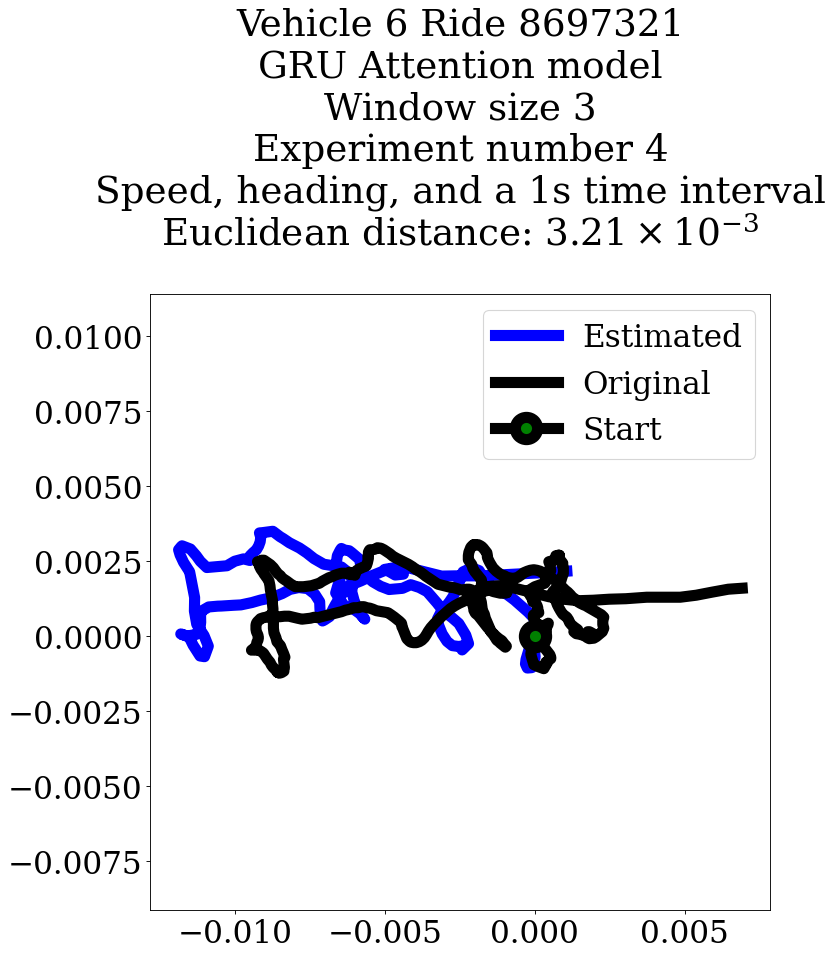 Vehicle 6 Ride 8697321
GRU Attention model
Window size 3
Experiment number 4
Speed, heading, and a 1s time interval
Euclidean distance: 3.21 × 10⁻³
Estimated
Original
Start
0.0100
0.0075
0.0050
0.0025
0.0000
−0.0025
−0.0050
−0.0075
−0.010 −0.005 0.000 0.005